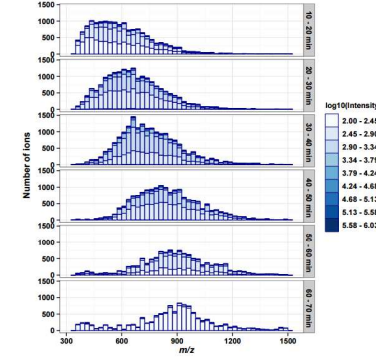 1500
1000
500
0
10 - 20 min
1500
1000
500
0
20 - 30 min
1500
1000
500
0
30 - 40 min
1500
1000
500
0
40 - 50 min
1500
1000
500
0
50 - 60 min
1500
1000
500
0
60 - 70 min
300 600 900 1200 1500
m/z
Number of ions
log10(Intensity
2.00 - 2.45
2.45 - 2.90
2.90 - 3.34
3.34 - 3.79
3.79 - 4.24
4.24 - 4.68
4.68 - 5.13
5.13 - 5.58
5.58 - 6.03